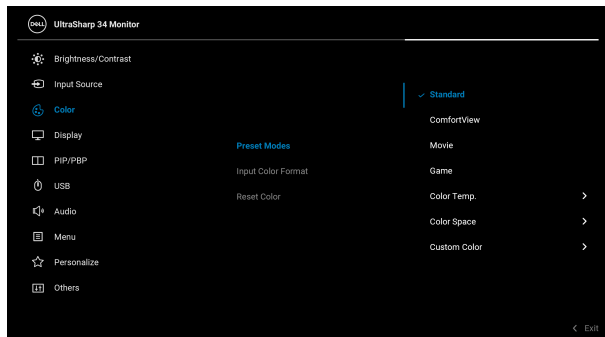 DELL UltraSharp 34 Monitor
Brightness/Contrast
Input Source
Color
Display
PIP/PBP
USB
Audio
Menu
Personalize
Others
Preset Modes
Input Color Format
Reset Color
Standard
ComfortView
Movie
Game
Color Temp.
Color Space
Custom Color
Exit